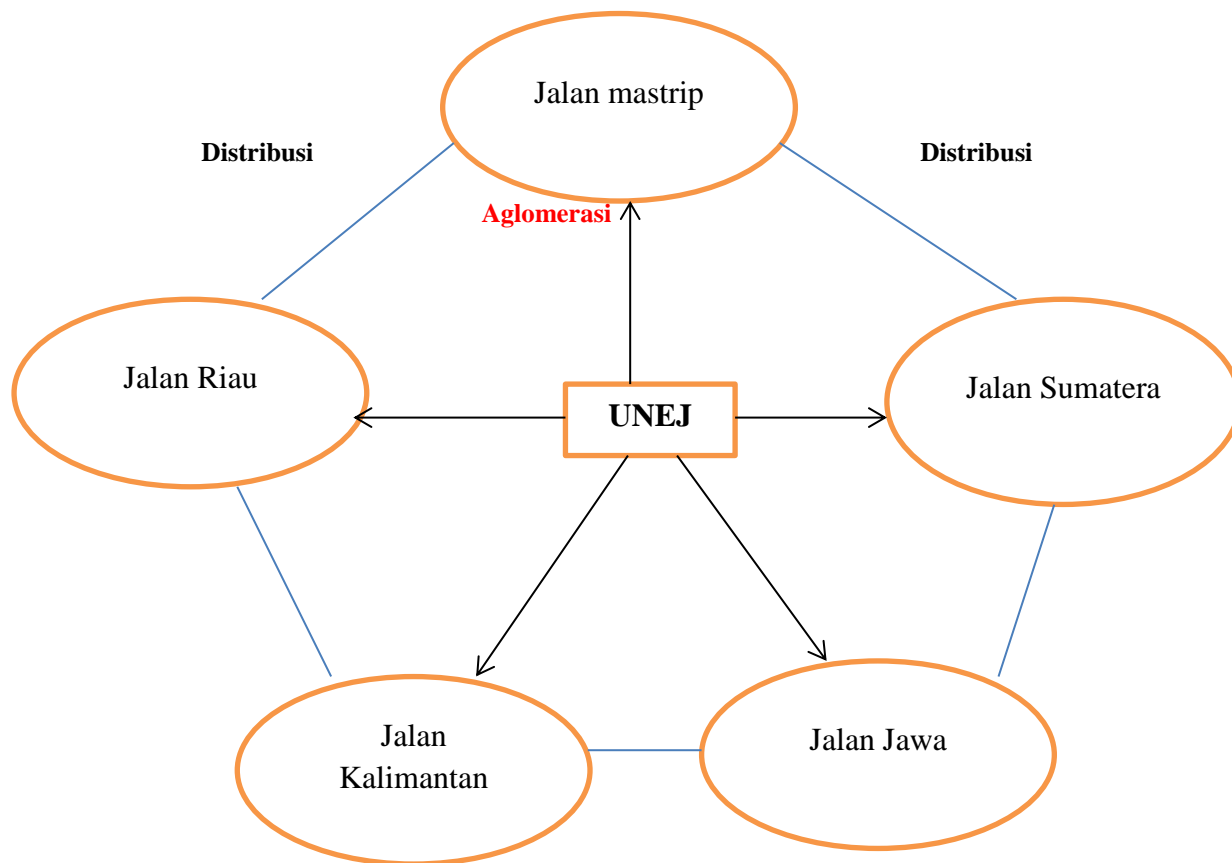 Jalan mastrip
Distribusi
Distribusi
Aglomerasi
Jalan Riau
Jalan Sumatera
UNEJ
Jalan
Kalimantan
Jalan Jawa